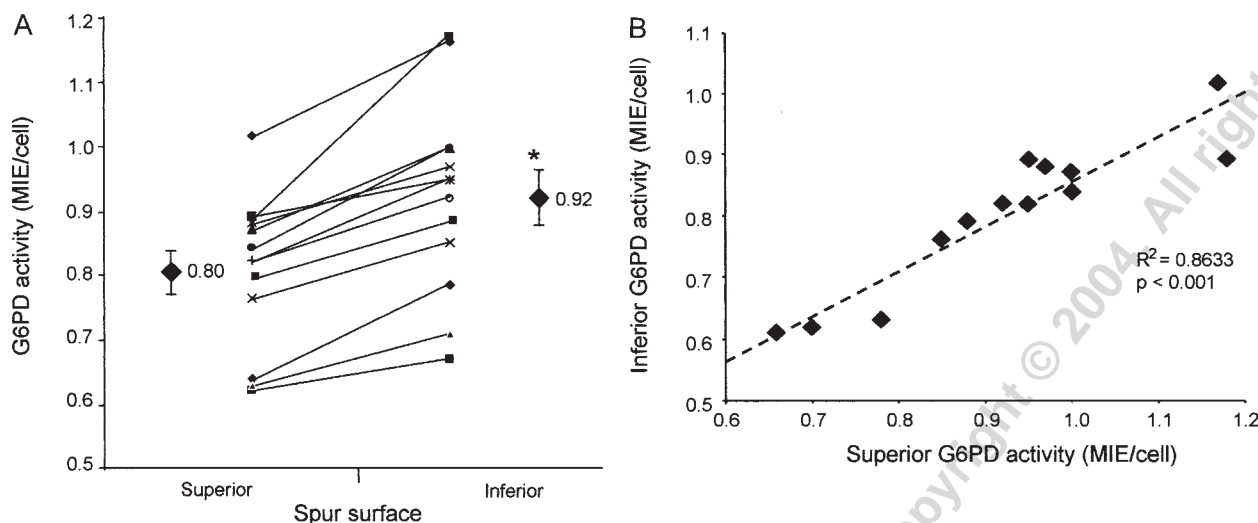 A
1.2
1.1
1.0
0.9
0.8
0.7
0.6
0.5
G6PD activity (MIE/cell)
0.80
*
0.92
Superior
Inferior
Spur surface
B
1.1
1.0
0.9
0.8
0.7
0.6
0.5
Inferior G6PD activity (MIE/cell)
R² = 0.8633
p < 0.001
0.6 0.7 0.8 0.9 1.0 1.1 1.2
Superior G6PD activity (MIE/cell)
opyright © 2004. All right